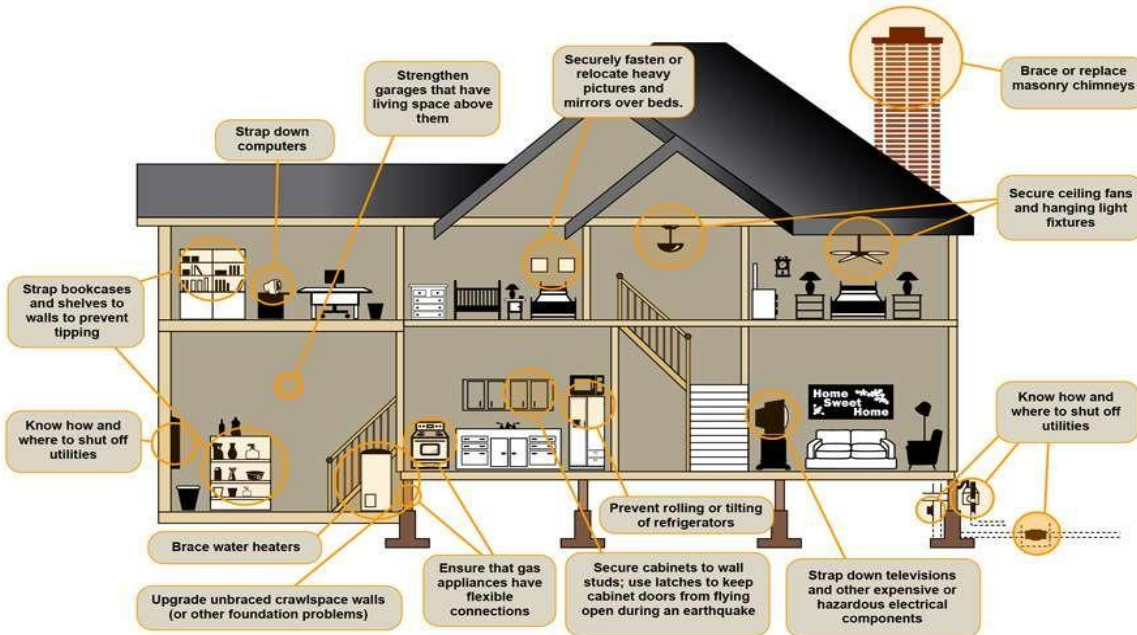 Strengthen
garages that have
living space above
them
Securely fasten or
relocate heavy
pictures and
mirrors over beds.
Brace or replace
masonry chimneys
Strap down
computers
Secure ceiling fans
and hanging light
fixtures
Strap bookcases
and shelves to
walls to prevent
tipping
Know how and
where to shut off
utilities
Home
Sweet
Home
Know how and
where to shut off
utilities
Brace water heaters
Upgrade unbraced crawlspace walls
(or other foundation problems)
Ensure that gas
appliances have
flexible
connections
Prevent rolling or tilting
of refrigerators
Secure cabinets to wall
studs; use latches to keep
cabinet doors from flying
open during an earthquake
Strap down televisions
and other expensive or
hazardous electrical
components